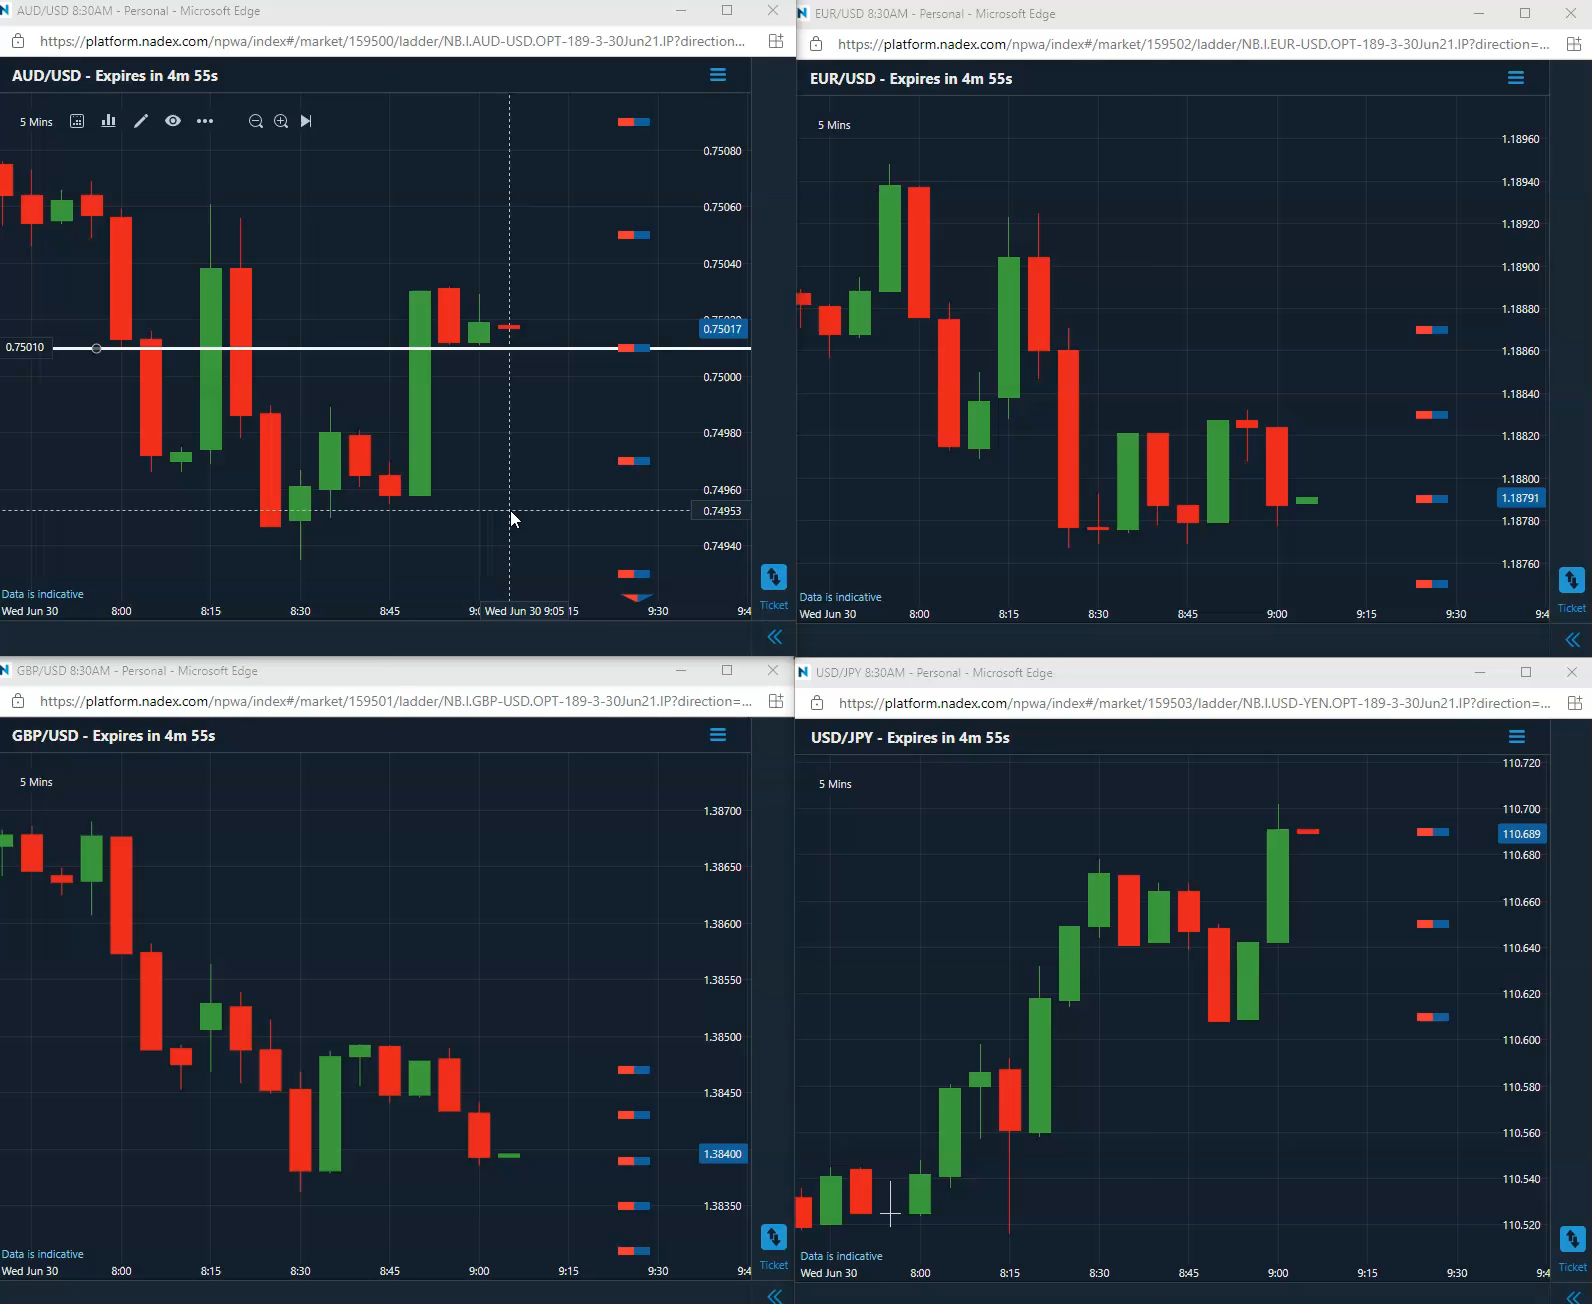 AUD/USD 8:30AM - Personal - Microsoft Edge
https://platform.nadex.com/npwa/index#/market/159500/ladder/NB.I.AUD-USD.OPT-189-3-30Jun21.IP?direction...
AUD/USD - Expires in 4m 55s
5 Mins
0.75080
0.75060
0.75040
0.75017
0.75010
0.75000
0.74980
0.74960
0.74953
0.74940
Data is indicative
Wed Jun 30 8:00 8:15 8:30 8:45 Wed Jun 30 9:05 15 9:30 9:4
Ticket
EUR/USD 8:30AM - Personal - Microsoft Edge
https://platform.nadex.com/npwa/index#/market/159502/ladder/NB.I.EUR-USD.OPT-189-3-30Jun21.IP?direction=...
EUR/USD - Expires in 4m 55s
5 Mins
1.18960
1.18940
1.18920
1.18900
1.18880
1.18860
1.18840
1.18820
1.18800
1.18791
1.18780
1.18760
Data is indicative
Wed Jun 30 8:00 8:15 8:30 8:45 9:00 9:15 9:30 9:4
Ticket
GBP/USD 8:30AM - Personal - Microsoft Edge
https://platform.nadex.com/npwa/index#/market/159501/ladder/NB.I.GBP-USD.OPT-189-3-30Jun21.IP?direction=...
GBP/USD - Expires in 4m 55s
5 Mins
1.38700
1.38650
1.38600
1.38550
1.38500
1.38450
1.38400
1.38350
Data is indicative
Wed Jun 30 8:00 8:15 8:30 8:45 9:00 9:15 9:30 9:4
Ticket
USD/JPY 8:30AM - Personal - Microsoft Edge
https://platform.nadex.com/npwa/index#/market/159503/ladder/NB.I.USD-YEN.OPT-189-3-30Jun21.IP?direction=...
USD/JPY - Expires in 4m 55s
5 Mins
110.720
110.700
110.689
110.680
110.660
110.640
110.620
110.600
110.580
110.560
110.540
110.520
Data is indicative
Wed Jun 30 8:00 8:15 8:30 8:45 9:00 9:15 9:30 9:4
Ticket